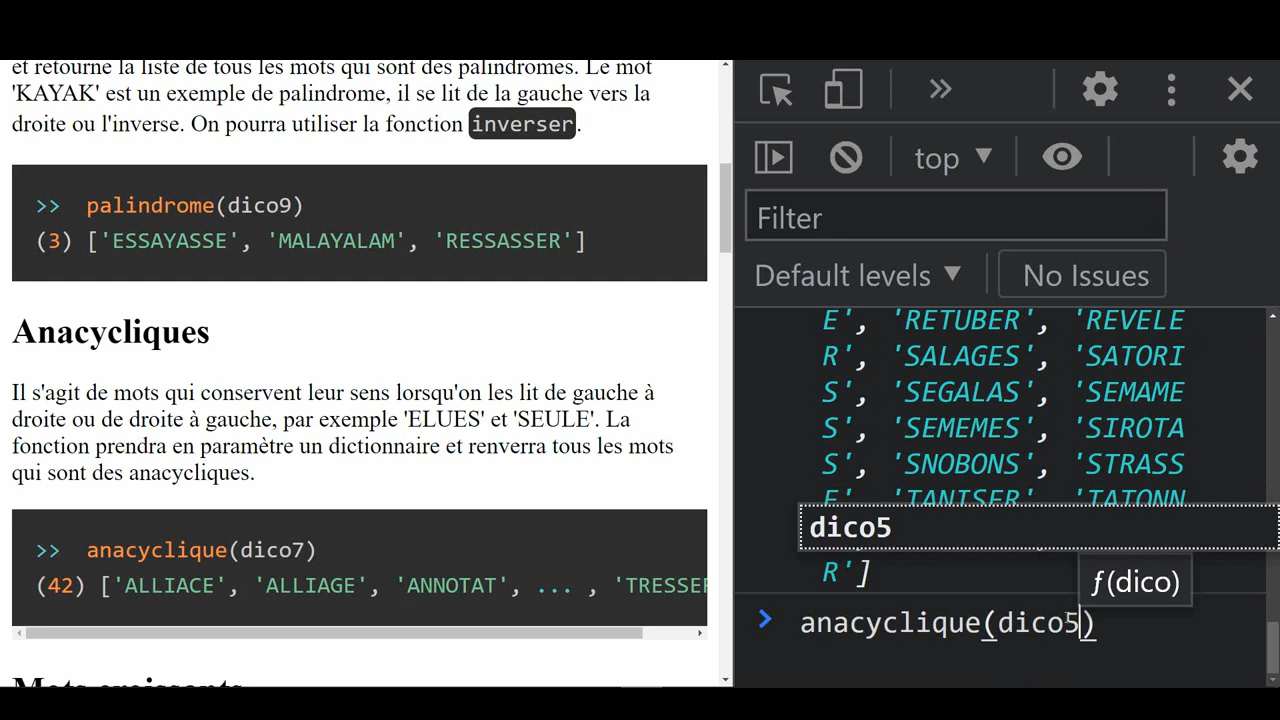 et retourne la liste de tous les mots qui sont des palindromes. Le mot
'KAYAK' est un exemple de palindrome, il se lit de la gauche vers la
droite ou l'inverse. On pourra utiliser la fonction inverser.
>> palindrome(dico9)
(3) ['ESSAYASSE', 'MALAYALAM', 'RESSASSER']
Anacycliques
Il s'agit de mots qui conservent leur sens lorsqu'on les lit de gauche à
droite ou de droite à gauche, par exemple 'ELUES' et 'SEULE'. La
fonction prendra en paramètre un dictionnaire et renverra tous les mots
qui sont des anacycliques.
>> anacyclique(dico7)
(42) ['ALLIACE', 'ALLIAGE', 'ANNOTAT', ... , 'TRESSER
Mots croissants
top
Filter
Default levels
No Issues
E', 'RETUBER', 'REVELE
R', 'SALAGES', 'SATORI
S', 'SEGALAS', 'SEMAME
S', 'SEMEMES', 'SIROTA
S', 'SNOBONS', 'STRASS
E', 'TANISER', 'TATONN
dico5
R']
ƒ(dico)
> anacyclique(dico5)